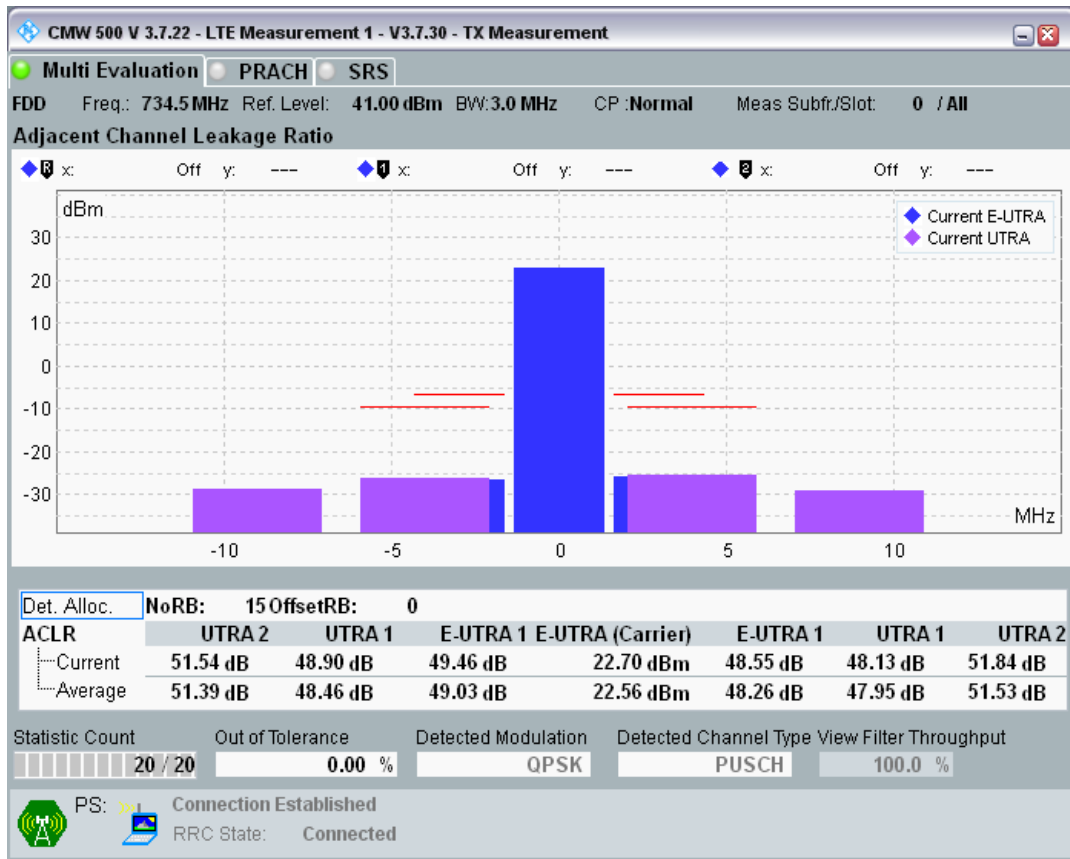 CMW 500 V 3.7.22 - LTE Measurement 1 - V3.7.30 - TX Measurement
Multi Evaluation PRACH SRS
FDD Freq.: 734.5 MHz Ref. Level: 41.00 dBm BW: 3.0 MHz CP :Normal Meas Subfr./Slot: 0 / All
Adjacent Channel Leakage Ratio
R x: Off y: --- 1 x: Off y: --- 2 x: Off y: ---
dBm
Current E-UTRA
Current UTRA
30
20
10
0
-10
-20
-30
MHz
-10 -5 0 5 10
Det. Alloc. NoRB: 15 OffsetRB: 0
ACLR UTRA 2 UTRA 1 E-UTRA 1 E-UTRA (Carrier) E-UTRA 1 UTRA 1 UTRA 2
Current 51.54 dB 48.90 dB 49.46 dB 22.70 dBm 48.55 dB 48.13 dB 51.84 dB
Average 51.39 dB 48.46 dB 49.03 dB 22.56 dBm 48.26 dB 47.95 dB 51.53 dB
Statistic Count Out of Tolerance Detected Modulation Detected Channel Type View Filter Throughput
20 / 20 0.00 % QPSK PUSCH 100.0 %
PS: Connection Established
RRC State: Connected